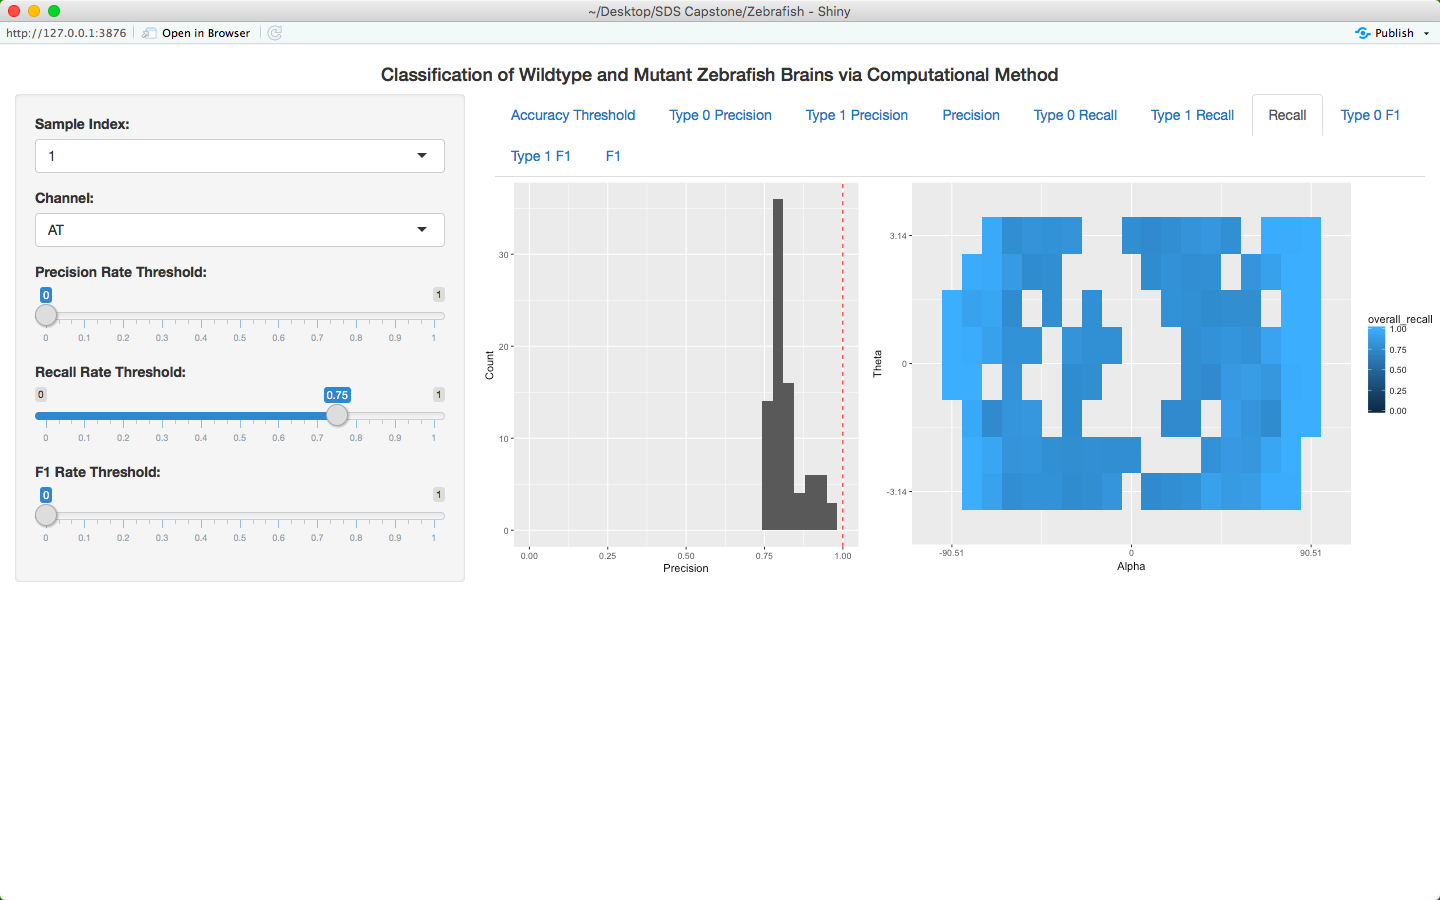 ~/Desktop/SDS Capstone/Zebrafish - Shiny
http://127.0.0.1:3876 Open in Browser Publish
Classification of Wildtype and Mutant Zebrafish Brains via Computational Method
Sample Index:
1
Channel:
AT
Precision Rate Threshold:
0 1
0 0.1 0.2 0.3 0.4 0.5 0.6 0.7 0.8 0.9 1
Recall Rate Threshold:
0 0.75 1
0 0.1 0.2 0.3 0.4 0.5 0.6 0.7 0.8 0.9 1
F1 Rate Threshold:
0 1
0 0.1 0.2 0.3 0.4 0.5 0.6 0.7 0.8 0.9 1
Accuracy Threshold Type 0 Precision Type 1 Precision Precision Type 0 Recall Type 1 Recall Recall Type 0 F1
Type 1 F1 F1
Count
30
20
10
0
0.00 0.25 0.50 0.75 1.00
Precision
Theta
3.14
0
-3.14
-90.51 0 90.51
Alpha
overall_recall
1.00
0.75
0.50
0.25
0.00